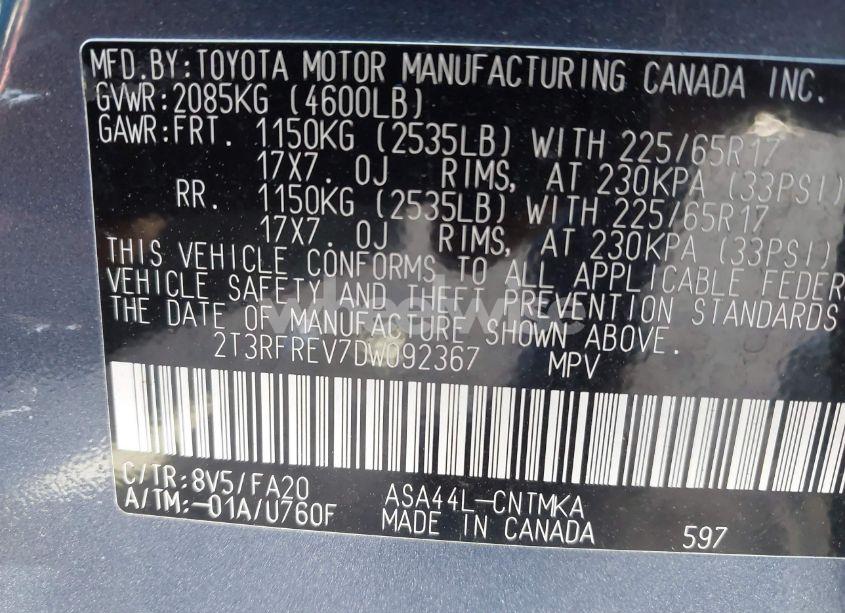 MFD.BY:TOYOTA MOTOR MANUFACTURING CANADA INC.
GVWR:2085KG (4600LB)
GAWR:FRT. 1150KG (2535LB) WITH 225/65R17
17X7. 0J RIMS, AT 230KPA (33PSI)
RR. 1150KG (2535LB) WITH 225/65R17
17X7. 0J RIMS, AT 230KPA (33PSI)
THIS VEHICLE CONFORMS TO ALL APPLICABLE FEDER
VEHICLE SAFETY AND THEFT PREVENTION STANDARDS
THE DATE OF MANUFACTURE SHOWN ABOVE.
2T3RFREV7DW092367 MPV
C/TR:8V5/FA20 ASA44L-CNTMKA
A/TM:-01A/U760F MADE IN CANADA 597